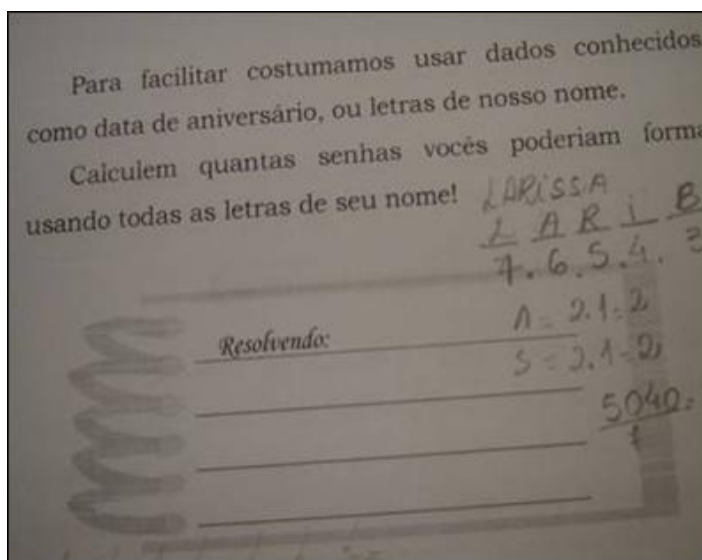 Para facilitar costumamos usar dados conhecidos
como data de aniversário, ou letras de nosso nome.
Calculem quantas senhas vocês poderiam forma
usando todas as letras de seu nome!
LARiSSA
L A R i
7.6.5.4. 3
Resolvendo:
A = 2.1=2
S = 2.1=2
5040=